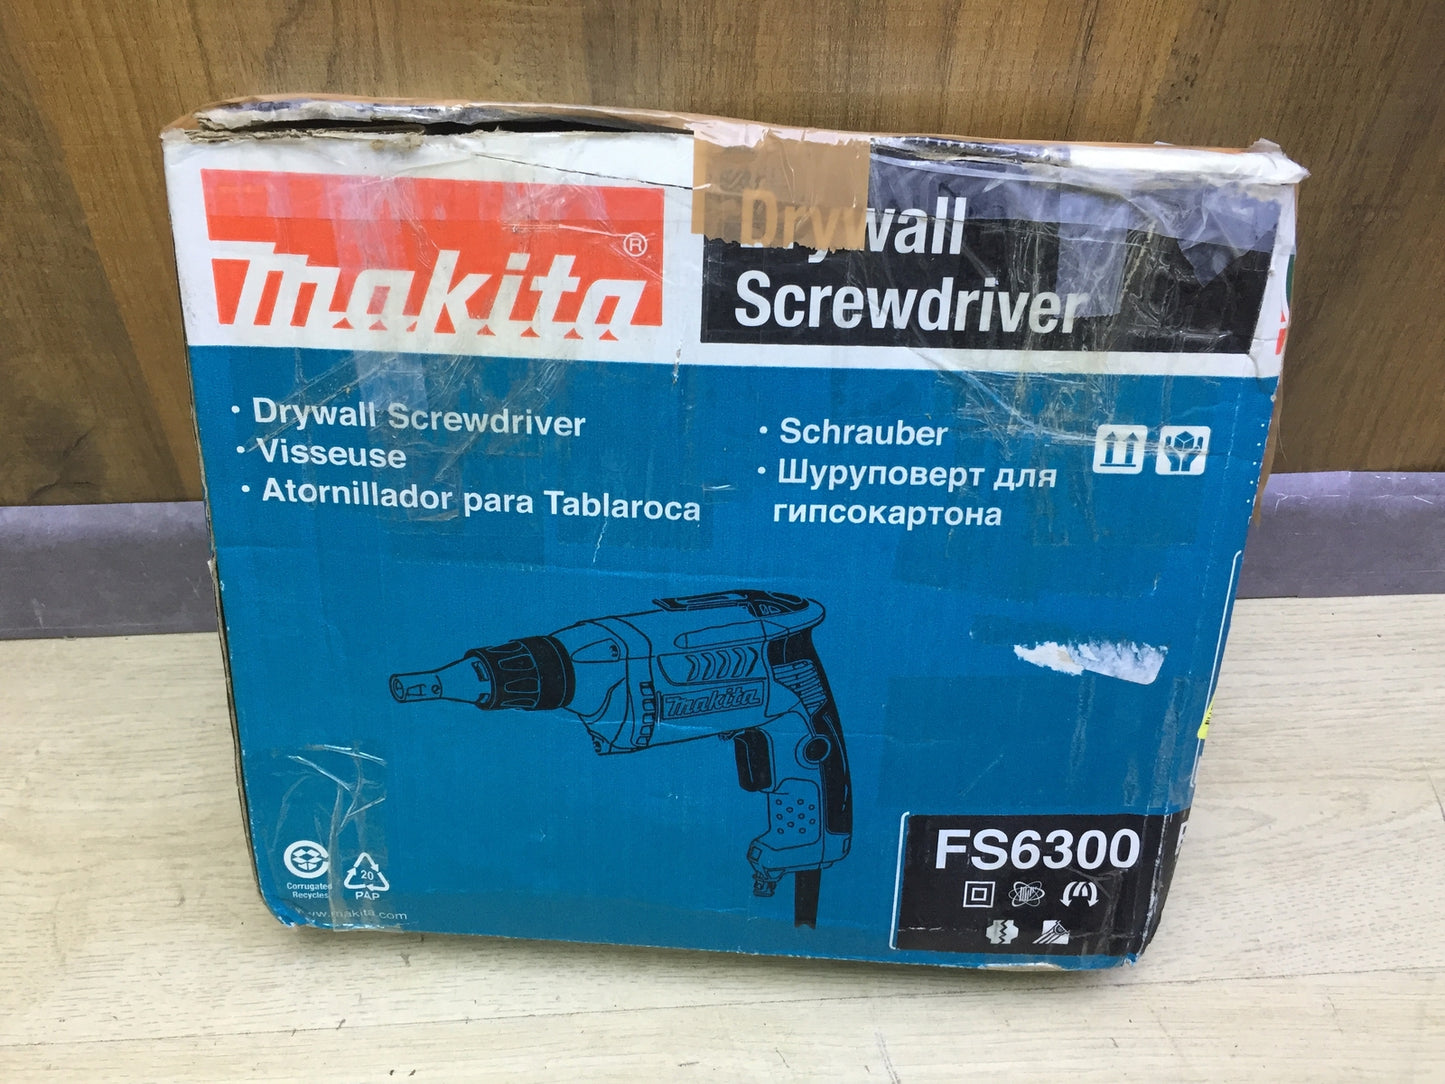 makita®
Drywall
Screwdriver
• Drywall Screwdriver
• Visseuse
• Atornillador para Tablaroca
• Schrauber
• Шуруповерт для
гипсокартона
makita
FS6300
Corrugated
Recycles
20
PAP
www.makita.com